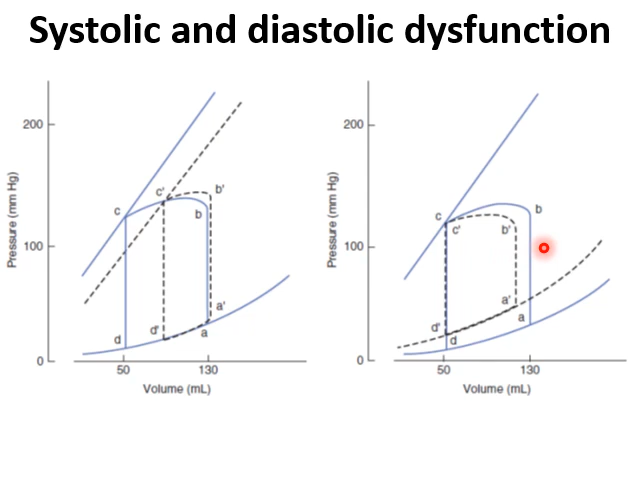 Systolic and diastolic dysfunction
Pressure (mm Hg)
200
100
0
c
c'
b'
b
a'
a
d'
d
50
130
Volume (mL)
Pressure (mm Hg)
200
100
0
c
c'
b'
b
a'
a
d'
d
50
130
Volume (mL)